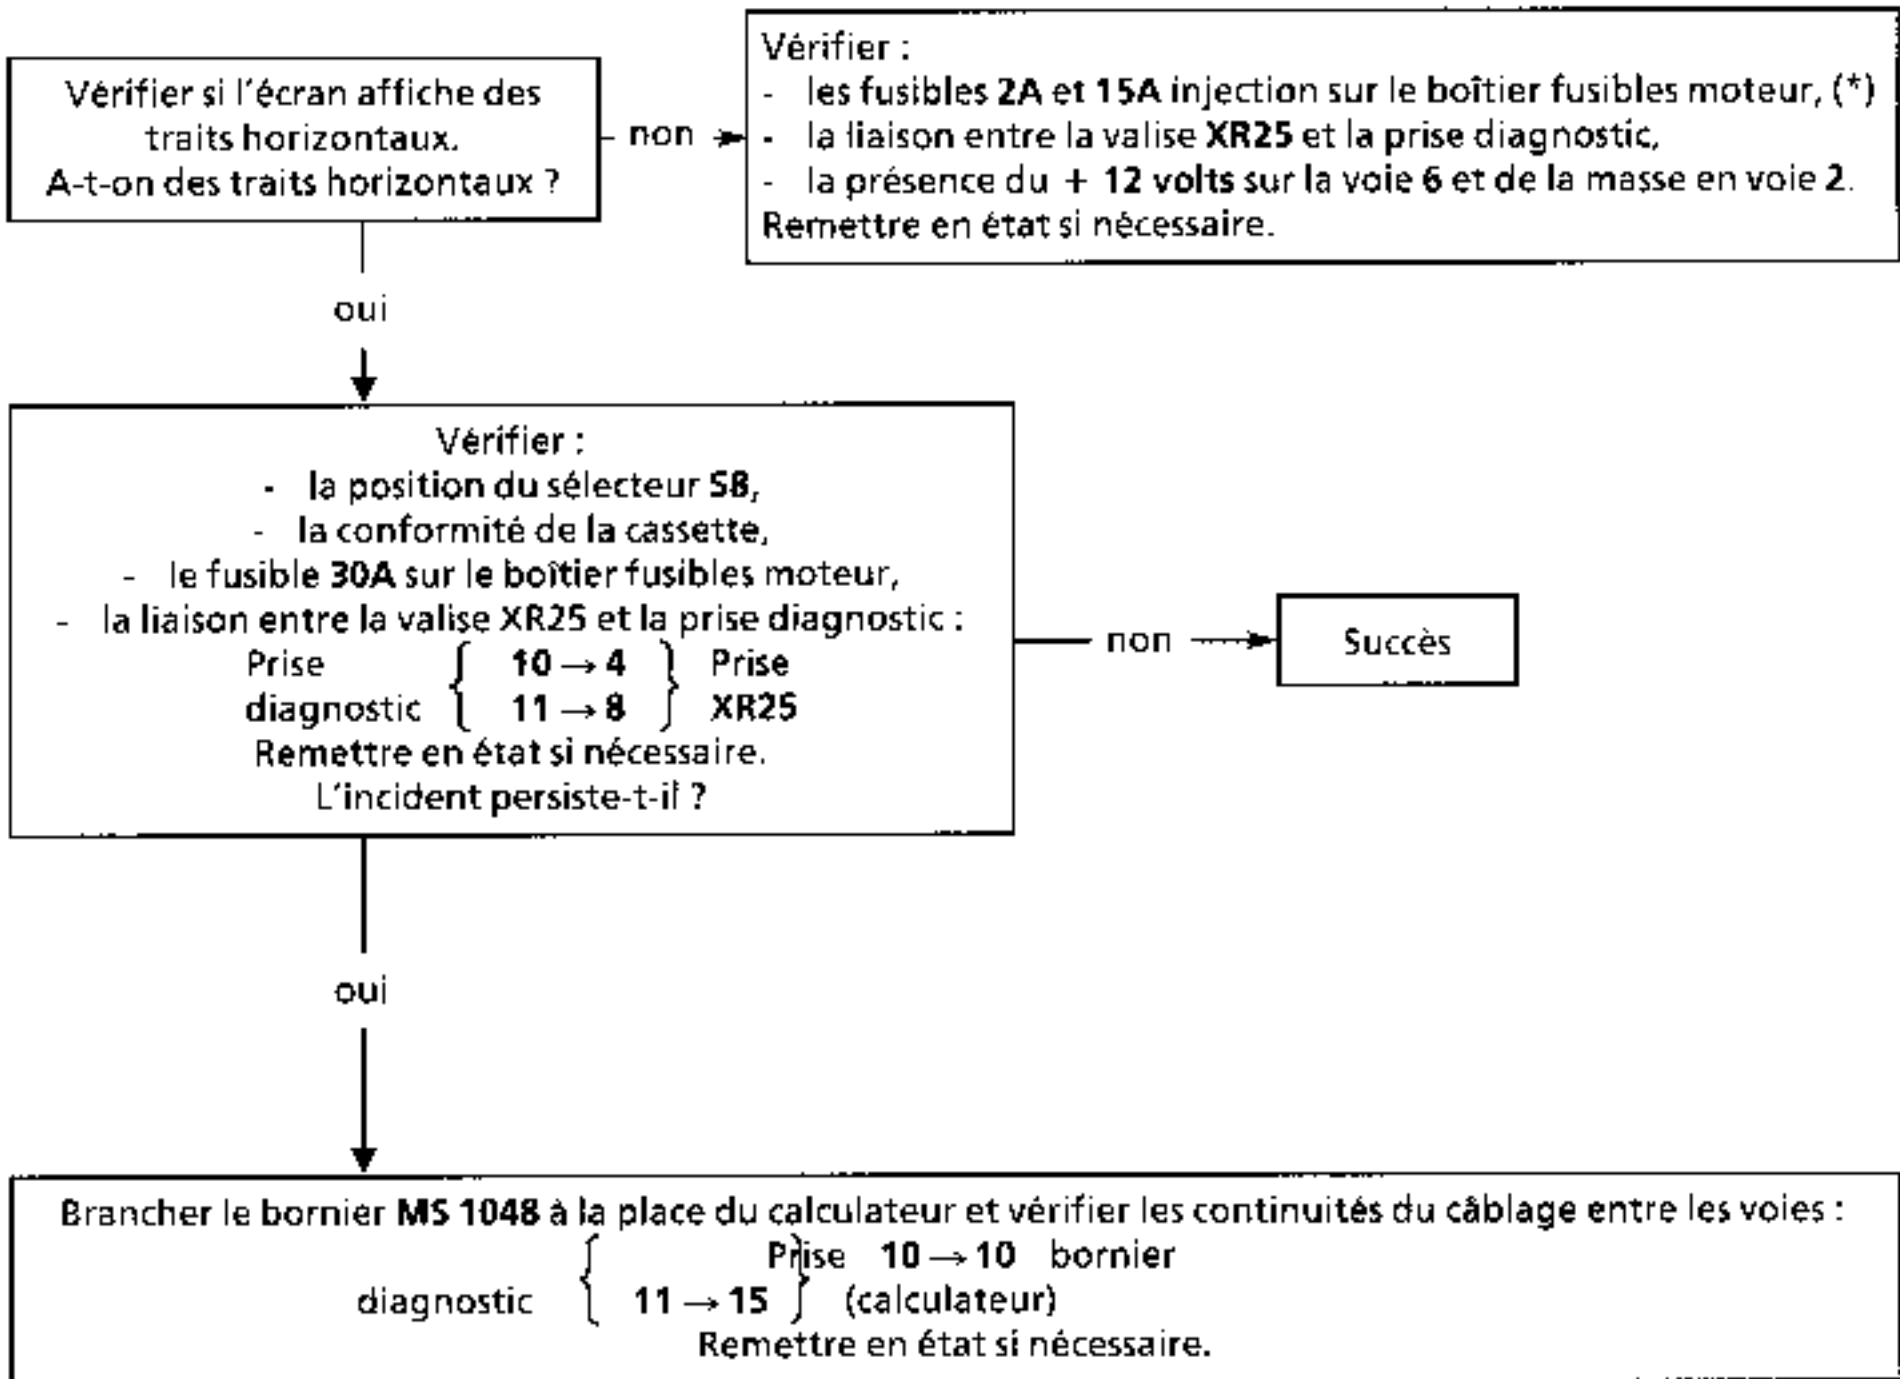 Vérifier si l'écran affiche des
traits horizontaux.
A-t-on des traits horizontaux ?
non
Vérifier :
- les fusibles 2A et 15A injection sur le boîtier fusibles moteur, (*)
- la liaison entre la valise XR25 et la prise diagnostic,
- la présence du + 12 volts sur la voie 6 et de la masse en voie 2.
Remettre en état si nécessaire.
oui
Vérifier :
- la position du sélecteur S8,
- la conformité de la cassette,
- le fusible 30A sur le boîtier fusibles moteur,
- la liaison entre la valise XR25 et la prise diagnostic :
Prise { 10 → 4 } Prise
diagnostic { 11 → 8 } XR25
Remettre en état si nécessaire.
L'incident persiste-t-il ?
non
Succès
oui
Brancher le bornier MS 1048 à la place du calculateur et vérifier les continuités du câblage entre les voies :
Prise 10 → 10 bornier
diagnostic { 11 → 15 } (calculateur)
Remettre en état si nécessaire.